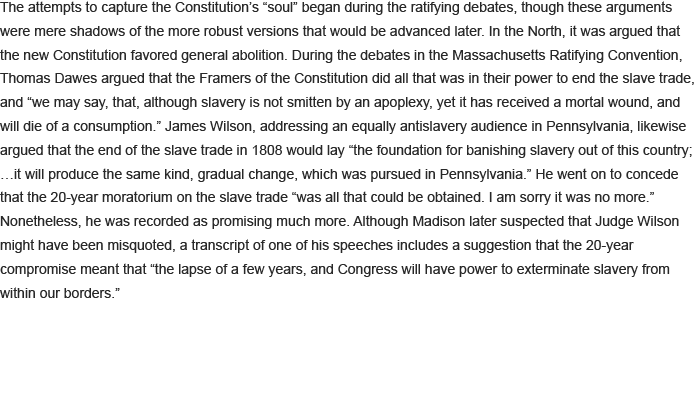 The attempts to capture the Constitution’s “soul” began during the ratifying debates, though these arguments
were mere shadows of the more robust versions that would be advanced later. In the North, it was argued that
the new Constitution favored general abolition. During the debates in the Massachusetts Ratifying Convention,
Thomas Dawes argued that the Framers of the Constitution did all that was in their power to end the slave trade,
and “we may say, that, although slavery is not smitten by an apoplexy, yet it has received a mortal wound, and
will die of a consumption.” James Wilson, addressing an equally antislavery audience in Pennsylvania, likewise
argued that the end of the slave trade in 1808 would lay “the foundation for banishing slavery out of this country;
…it will produce the same kind, gradual change, which was pursued in Pennsylvania.” He went on to concede
that the 20-year moratorium on the slave trade “was all that could be obtained. I am sorry it was no more.”
Nonetheless, he was recorded as promising much more. Although Madison later suspected that Judge Wilson
might have been misquoted, a transcript of one of his speeches includes a suggestion that the 20-year
compromise meant that “the lapse of a few years, and Congress will have power to exterminate slavery from
within our borders.”